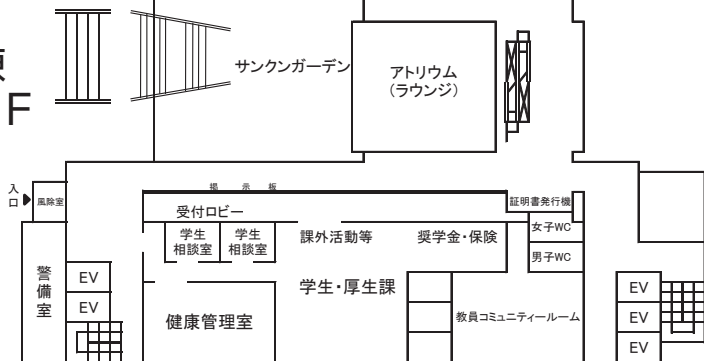 サンクンガーデン
アトリウム
(ラウンジ)
F
入
口
風除室
掲 示 板
証明書発行機
受付ロビー
女子WC
学生
相談室
学生
相談室
課外活動等
奨学金・保険
男子WC
警
備
室
EV
EV
学生・厚生課
健康管理室
教員コミュニティールーム
EV
EV
EV